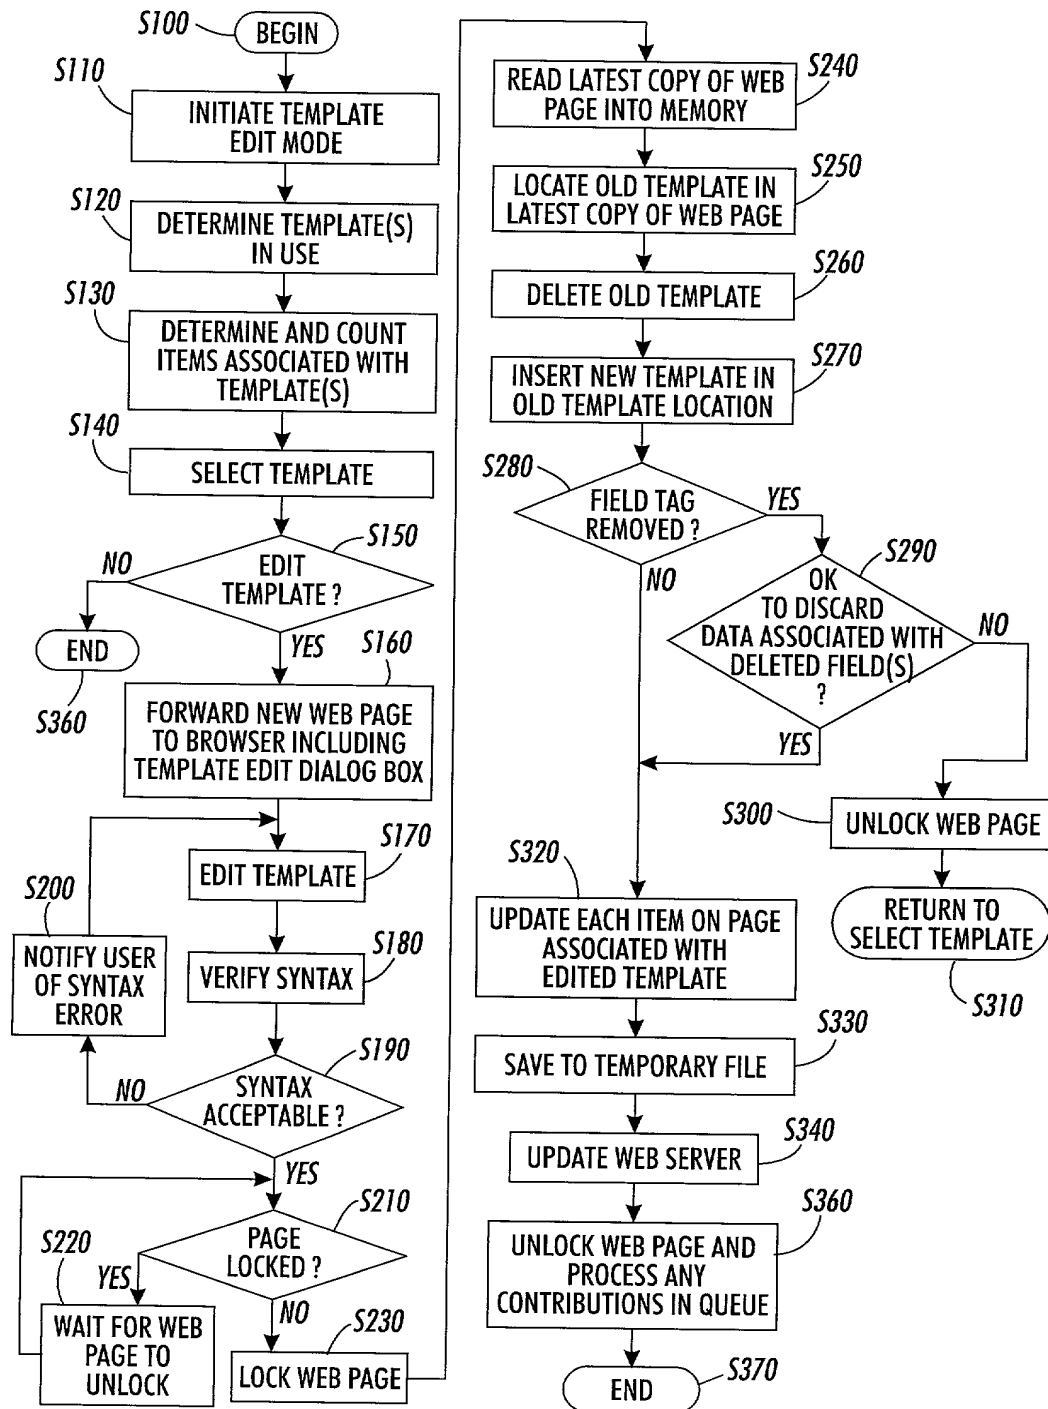 S100
BEGIN
S110
INITIATE TEMPLATE
EDIT MODE
S120
DETERMINE TEMPLATE(S)
IN USE
S130
DETERMINE AND COUNT
ITEMS ASSOCIATED WITH
TEMPLATE(S)
S140
SELECT TEMPLATE
S150
EDIT
TEMPLATE ?
NO
END
S360
YES
S160
FORWARD NEW WEB PAGE
TO BROWSER INCLUDING
TEMPLATE EDIT DIALOG BOX
S170
EDIT TEMPLATE
S200
NOTIFY USER
OF SYNTAX
ERROR
S180
VERIFY SYNTAX
S190
NO
SYNTAX
ACCEPTABLE ?
YES
S210
PAGE
LOCKED ?
S220
YES
WAIT FOR WEB
PAGE TO
UNLOCK
NO
S230
LOCK WEB PAGE
S240
READ LATEST COPY OF WEB
PAGE INTO MEMORY
S250
LOCATE OLD TEMPLATE IN
LATEST COPY OF WEB PAGE
S260
DELETE OLD TEMPLATE
S270
INSERT NEW TEMPLATE IN
OLD TEMPLATE LOCATION
S280
FIELD TAG
REMOVED ?
YES
NO
S290
OK
TO DISCARD
DATA ASSOCIATED WITH
DELETED FIELD(S)
?
NO
YES
S300
UNLOCK WEB PAGE
RETURN TO
SELECT TEMPLATE
S310
S320
UPDATE EACH ITEM ON PAGE
ASSOCIATED WITH
EDITED TEMPLATE
S330
SAVE TO TEMPORARY FILE
S340
UPDATE WEB SERVER
S360
UNLOCK WEB PAGE AND
PROCESS ANY
CONTRIBUTIONS IN QUEUE
END
S370